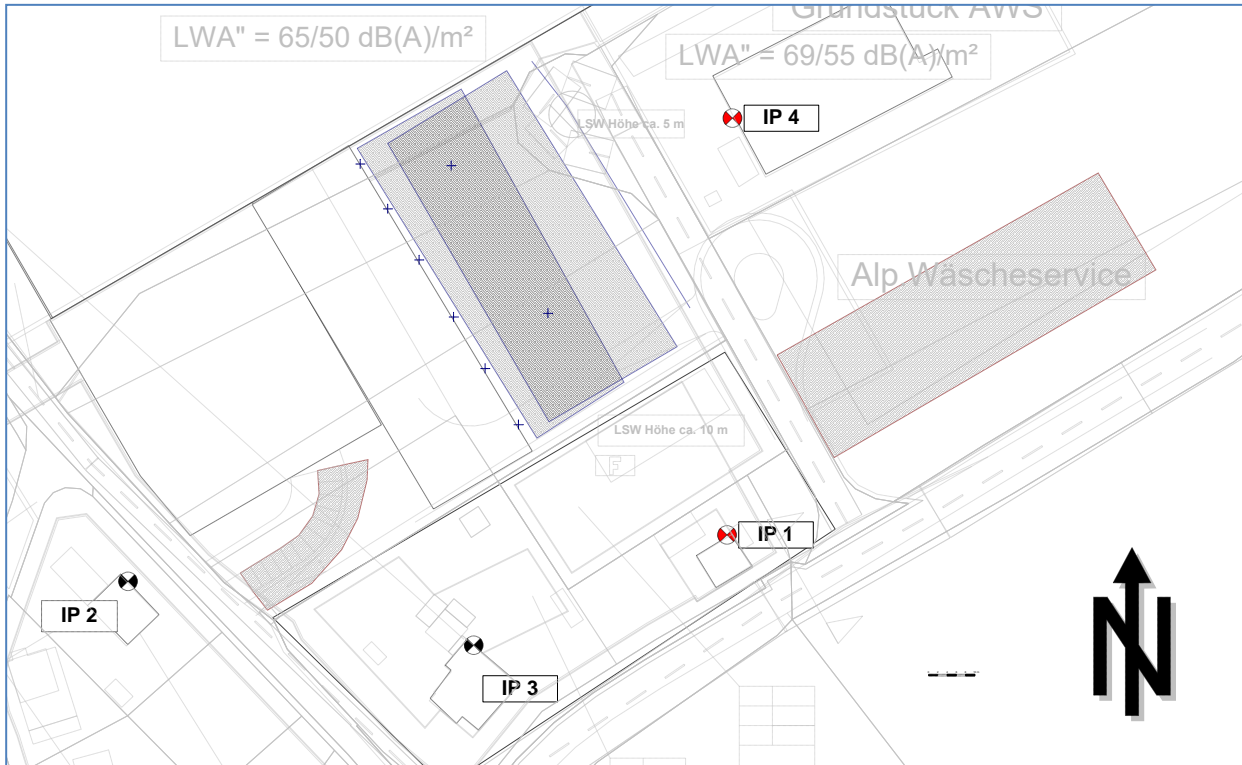 Grundstück AWS
LWA" = 65/50 dB(A)/m²
LWA" = 69/55 dB(A)/m²
LSW Höhe ca. 5 m
IP 4
Alp Wäscheservice
LSW Höhe ca. 10 m
F
IP 1
IP 2
IP 3
N